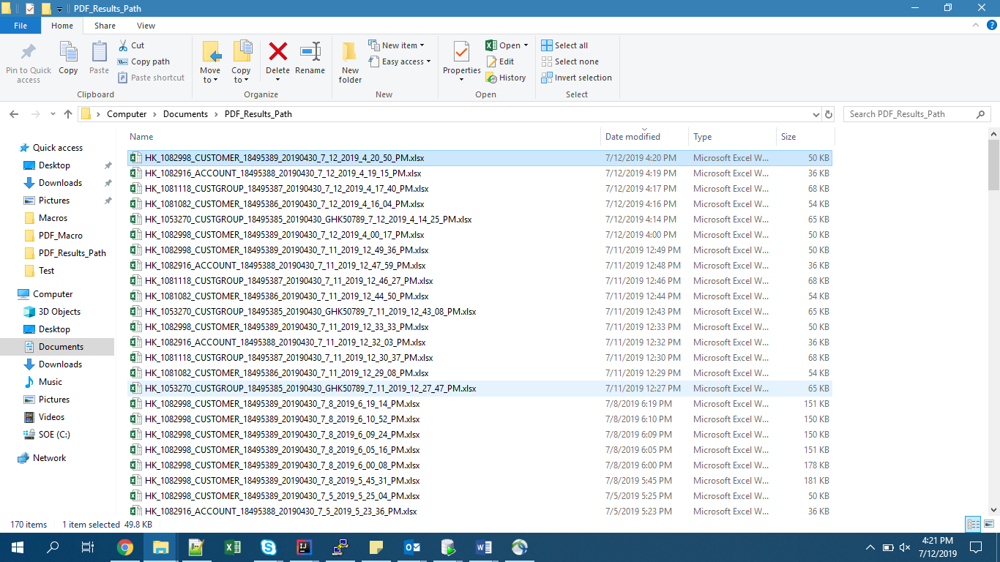 PDF_Results_Path
File Home Share View
Pin to Quick access
Copy
Paste
Cut
Copy path
Paste shortcut
Clipboard
Move to
Copy to
Delete
Rename
Organize
New folder
New item
Easy access
New
Properties
Open
Edit
History
Open
Select all
Select none
Invert selection
Select
Computer Documents PDF_Results_Path
Search PDF_Results_Path
Quick access
Desktop
Downloads
Pictures
Macros
PDF_Macro
PDF_Results_Path
Test
Computer
3D Objects
Desktop
Documents
Downloads
Music
Pictures
Videos
SOE (C:)
Network
Name Date modified Type Size
HK_1082998_CUSTOMER_18495389_20190430_7_12_2019_4_20_50_PM.xlsx 7/12/2019 4:20 PM Microsoft Excel W... 50 KB
HK_1082916_ACCOUNT_18495388_20190430_7_12_2019_4_19_15_PM.xlsx 7/12/2019 4:19 PM Microsoft Excel W... 36 KB
HK_1081118_CUSTGROUP_18495387_20190430_7_12_2019_4_17_40_PM.xlsx 7/12/2019 4:17 PM Microsoft Excel W... 68 KB
HK_1081082_CUSTOMER_18495386_20190430_7_12_2019_4_16_04_PM.xlsx 7/12/2019 4:16 PM Microsoft Excel W... 54 KB
HK_1053270_CUSTGROUP_18495385_20190430_GHK50789_7_12_2019_4_14_25_PM.xlsx 7/12/2019 4:14 PM Microsoft Excel W... 65 KB
HK_1082998_CUSTOMER_18495389_20190430_7_12_2019_4_00_17_PM.xlsx 7/12/2019 4:00 PM Microsoft Excel W... 50 KB
HK_1082998_CUSTOMER_18495389_20190430_7_11_2019_12_49_36_PM.xlsx 7/11/2019 12:49 PM Microsoft Excel W... 50 KB
HK_1082916_ACCOUNT_18495388_20190430_7_11_2019_12_47_59_PM.xlsx 7/11/2019 12:48 PM Microsoft Excel W... 36 KB
HK_1081118_CUSTGROUP_18495387_20190430_7_11_2019_12_46_27_PM.xlsx 7/11/2019 12:46 PM Microsoft Excel W... 68 KB
HK_1081082_CUSTOMER_18495386_20190430_7_11_2019_12_44_50_PM.xlsx 7/11/2019 12:44 PM Microsoft Excel W... 54 KB
HK_1053270_CUSTGROUP_18495385_20190430_GHK50789_7_11_2019_12_43_08_PM.xlsx 7/11/2019 12:43 PM Microsoft Excel W... 65 KB
HK_1082998_CUSTOMER_18495389_20190430_7_11_2019_12_33_33_PM.xlsx 7/11/2019 12:33 PM Microsoft Excel W... 50 KB
HK_1082916_ACCOUNT_18495388_20190430_7_11_2019_12_32_03_PM.xlsx 7/11/2019 12:32 PM Microsoft Excel W... 36 KB
HK_1081118_CUSTGROUP_18495387_20190430_7_11_2019_12_30_37_PM.xlsx 7/11/2019 12:30 PM Microsoft Excel W... 68 KB
HK_1081082_CUSTOMER_18495386_20190430_7_11_2019_12_29_08_PM.xlsx 7/11/2019 12:29 PM Microsoft Excel W... 54 KB
HK_1053270_CUSTGROUP_18495385_20190430_GHK50789_7_11_2019_12_27_47_PM.xlsx 7/11/2019 12:27 PM Microsoft Excel W... 65 KB
HK_1082998_CUSTOMER_18495389_20190430_7_8_2019_6_19_14_PM.xlsx 7/8/2019 6:19 PM Microsoft Excel W... 151 KB
HK_1082998_CUSTOMER_18495389_20190430_7_8_2019_6_10_52_PM.xlsx 7/8/2019 6:10 PM Microsoft Excel W... 150 KB
HK_1082998_CUSTOMER_18495389_20190430_7_8_2019_6_09_24_PM.xlsx 7/8/2019 6:09 PM Microsoft Excel W... 150 KB
HK_1082998_CUSTOMER_18495389_20190430_7_8_2019_6_05_16_PM.xlsx 7/8/2019 6:05 PM Microsoft Excel W... 151 KB
HK_1082998_CUSTOMER_18495389_20190430_7_8_2019_6_00_08_PM.xlsx 7/8/2019 6:00 PM Microsoft Excel W... 178 KB
HK_1082998_CUSTOMER_18495389_20190430_7_8_2019_5_45_31_PM.xlsx 7/8/2019 5:45 PM Microsoft Excel W... 181 KB
HK_1082998_CUSTOMER_18495389_20190430_7_5_2019_5_25_04_PM.xlsx 7/5/2019 5:25 PM Microsoft Excel W... 50 KB
HK_1082916_ACCOUNT_18495388_20190430_7_5_2019_5_23_36_PM.xlsx 7/5/2019 5:23 PM Microsoft Excel W... 36 KB
170 items 1 item selected 49.8 KB
4:21 PM
7/12/2019